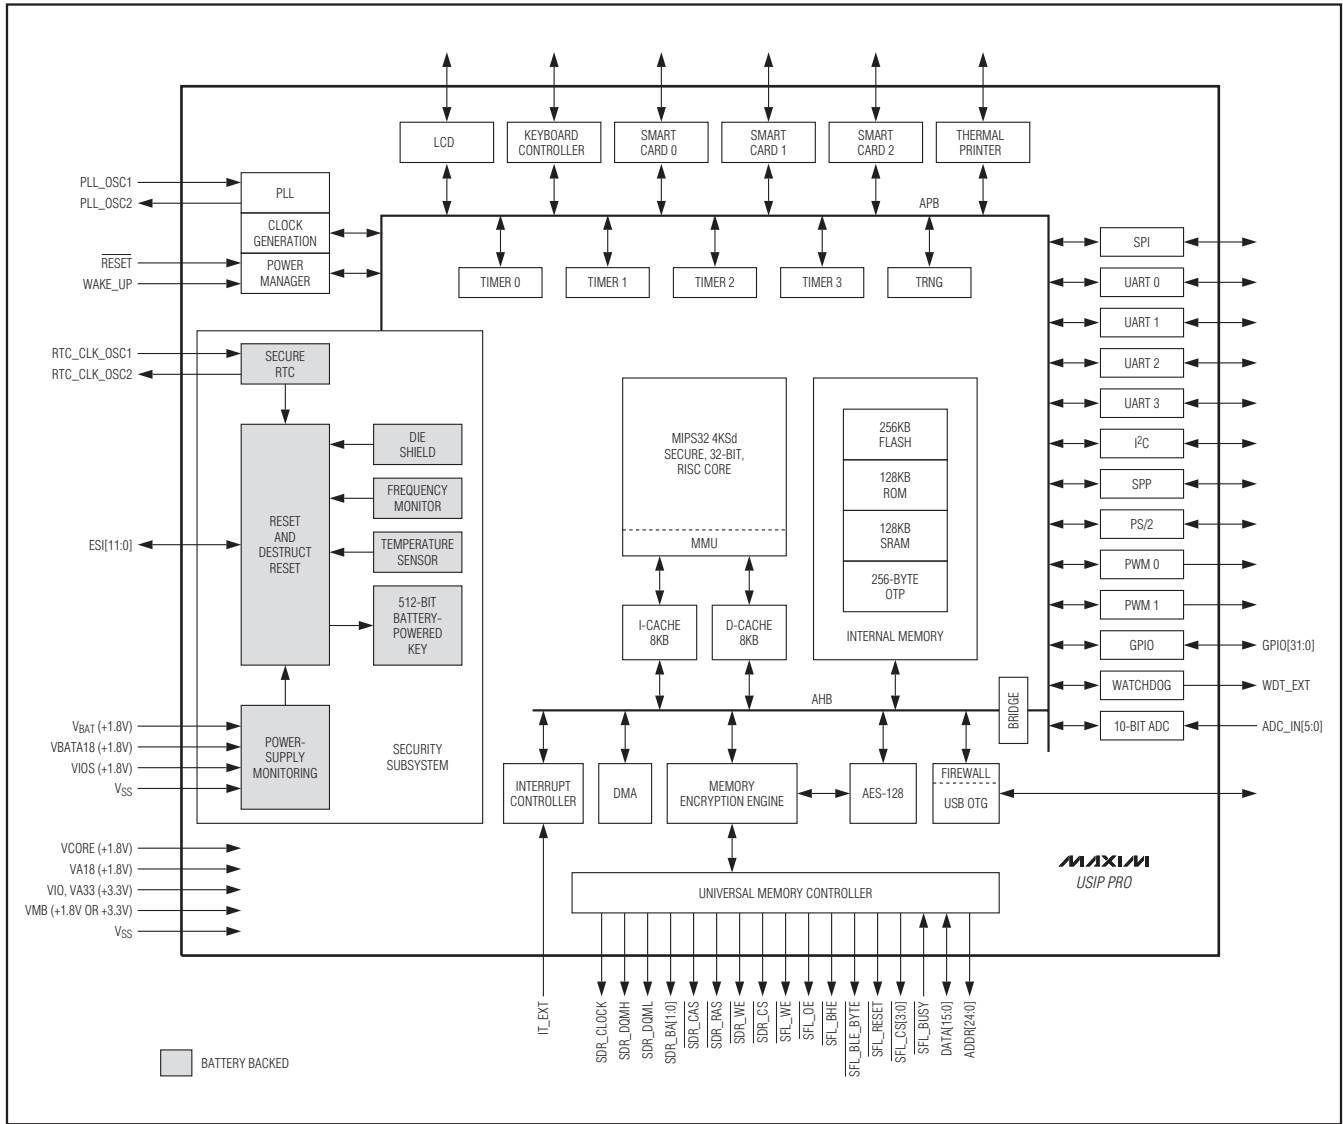 LCD
KEYBOARD
CONTROLLER
SMART
CARD 0
SMART
CARD 1
SMART
CARD 2
THERMAL
PRINTER
PLL_OSC1
PLL_OSC2
PLL
CLOCK
GENERATION
RESET
WAKE_UP
POWER
MANAGER
APB
TIMER 0
TIMER 1
TIMER 2
TIMER 3
TRNG
SPI
UART 0
UART 1
UART 2
UART 3
I²C
SPP
PS/2
PWM 0
PWM 1
GPIO
GPIO[31:0]
WATCHDOG
WDT_EXT
10-BIT ADC
ADC_IN[5:0]
RTC_CLK_OSC1
RTC_CLK_OSC2
SECURE
RTC
DIE
SHIELD
FREQUENCY
MONITOR
TEMPERATURE
SENSOR
512-BIT
BATTERY-
POWERED
KEY
ESI[11:0]
RESET
AND
DESTRUCT
RESET
VBAT (+1.8V)
VBATA18 (+1.8V)
VIOS (+1.8V)
VSS
POWER-
SUPPLY
MONITORING
SECURITY
SUBSYSTEM
MIPS32 4KSd
SECURE, 32-BIT,
RISC CORE
MMU
I-CACHE
8KB
D-CACHE
8KB
256KB
FLASH
128KB
ROM
128KB
SRAM
256-BYTE
OTP
INTERNAL MEMORY
AHB
BRIDGE
INTERRUPT
CONTROLLER
DMA
MEMORY
ENCRYPTION ENGINE
AES-128
FIREWALL
USB OTG
VCORE (+1.8V)
VA18 (+1.8V)
VIO, VA33 (+3.3V)
VMB (+1.8V OR +3.3V)
VSS
MAXIM
USIP PRO
UNIVERSAL MEMORY CONTROLLER
IT_EXT
SDR_CLOCK
SDR_DQMH
SDR_DQML
SDR_BA[1:0]
SDR_CAS
SDR_RAS
SDR_WE
SDR_CS
SFL_WE
SFL_OE
SFL_BHE
SFL_BLE_BYTE
SFL_RESET
SFL_CS[3:0]
SFL_BUSY
DATA[15:0]
ADDR[24:0]
BATTERY BACKED